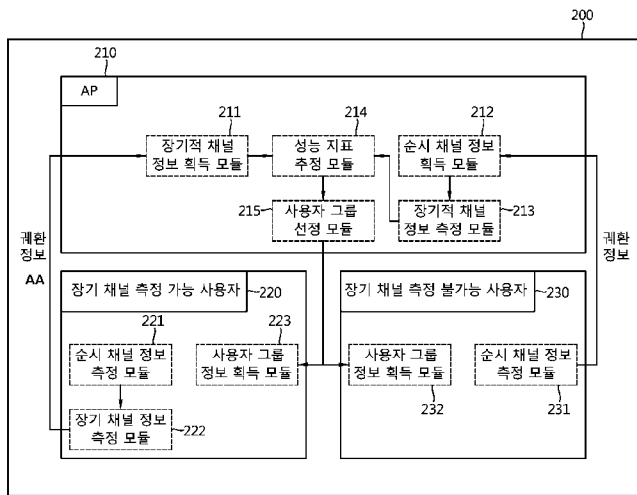 200
210
AP
211
214
212
장기적 채널
정보 획득 모듈
성능 지표
추정 모듈
순시 채널 정보
획득 모듈
215
사용자 그룹
선정 모듈
장기적 채널
정보 측정 모듈
213
궤환
정보
AA
궤환
정보
장기 채널 측정 가능 사용자
220
장기 채널 측정 불가능 사용자
230
221
223
순시 채널 정보
측정 모듈
사용자 그룹
정보 획득 모듈
사용자 그룹
정보 획득 모듈
순시 채널 정보
측정 모듈
232
231
장기 채널 정보
측정 모듈
222